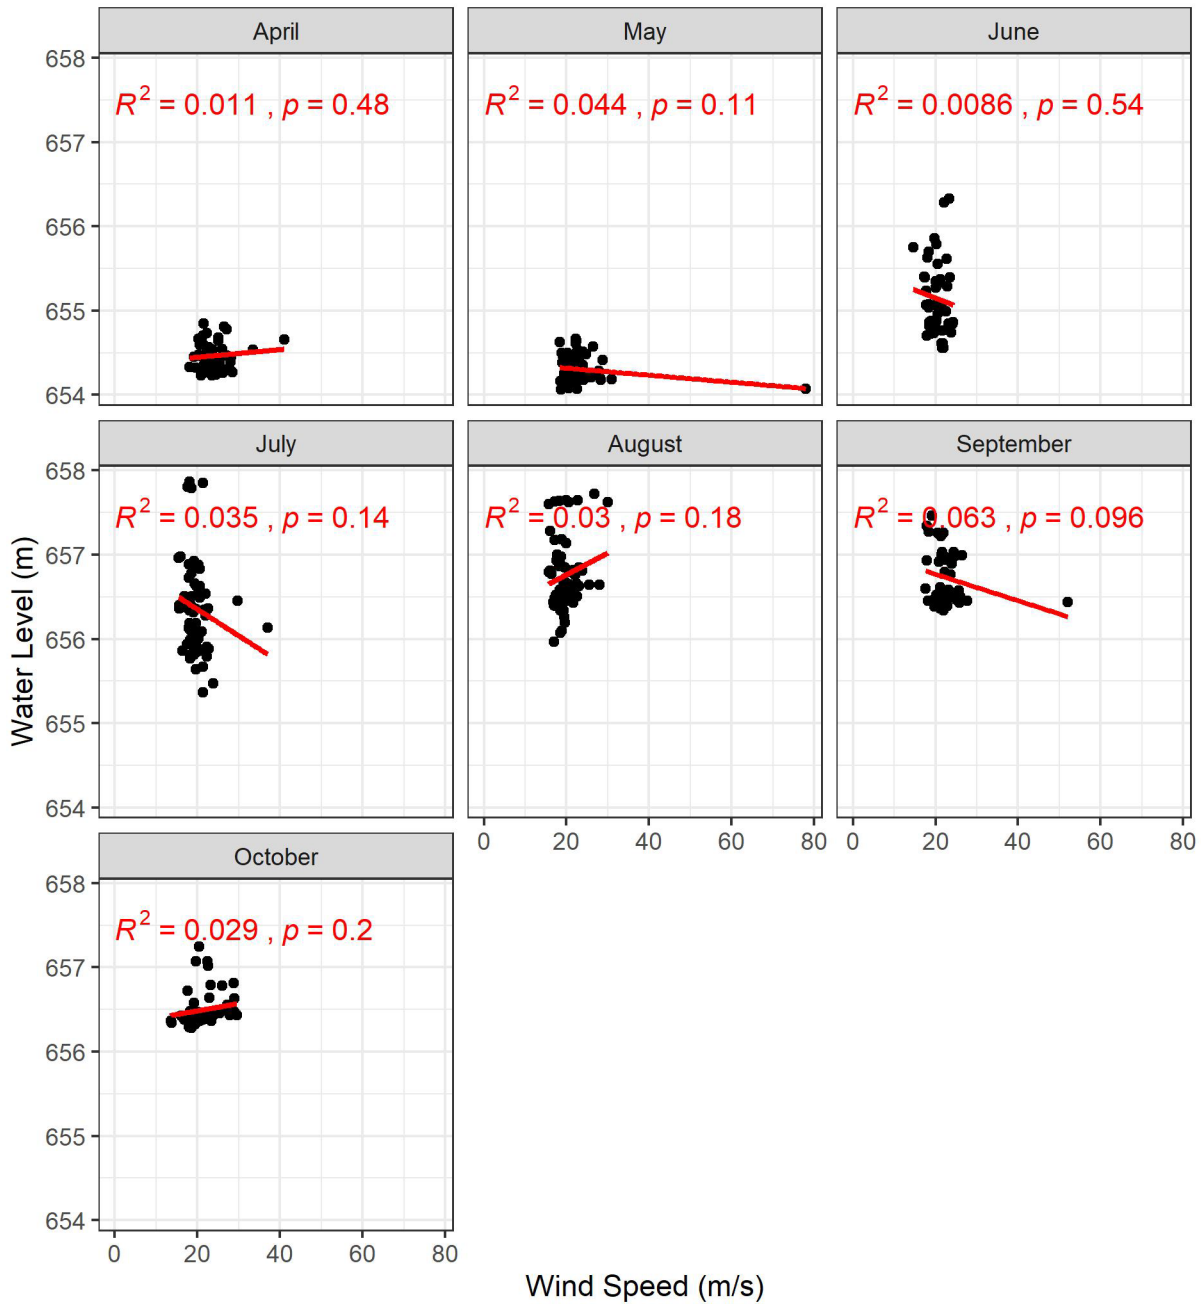 April May June
658
R² = 0.011 , p = 0.48 R² = 0.044 , p = 0.11 R² = 0.0086 , p = 0.54
657
656
655
654
July August September
658
R² = 0.035 , p = 0.14 R² = 0.03 , p = 0.18 R² = 0.063 , p = 0.096
657
656
655
654
0 20 40 60 80 0 20 40 60 80
October
658
R² = 0.029 , p = 0.2
657
656
655
654
0 20 40 60 80
Water Level (m)
Wind Speed (m/s)